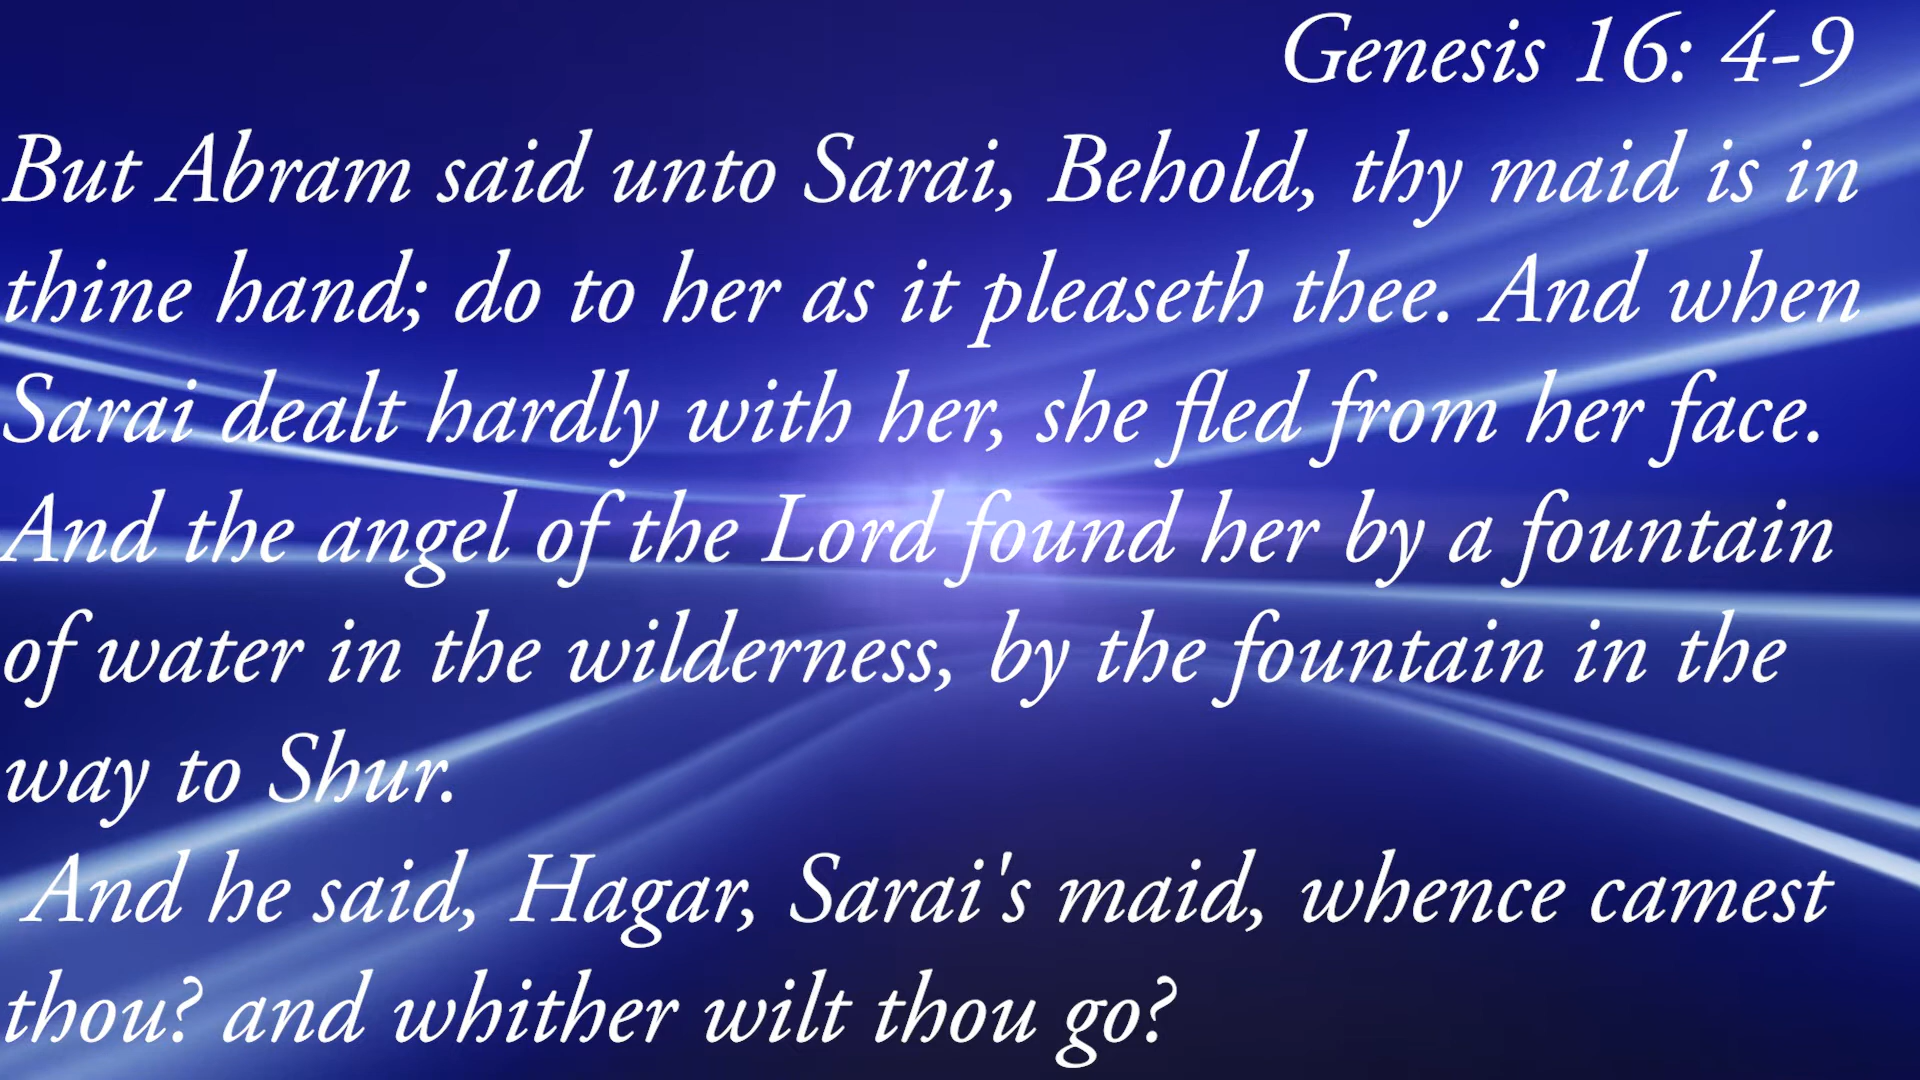 Genesis 16: 4-9
But Abram said unto Sarai, Behold, thy maid is in
thine hand; do to her as it pleaseth thee. And when
Sarai dealt hardly with her, she fled from her face.
And the angel of the Lord found her by a fountain
of water in the wilderness, by the fountain in the
way to Shur.
And he said, Hagar, Sarai's maid, whence camest
thou? and whither wilt thou go?